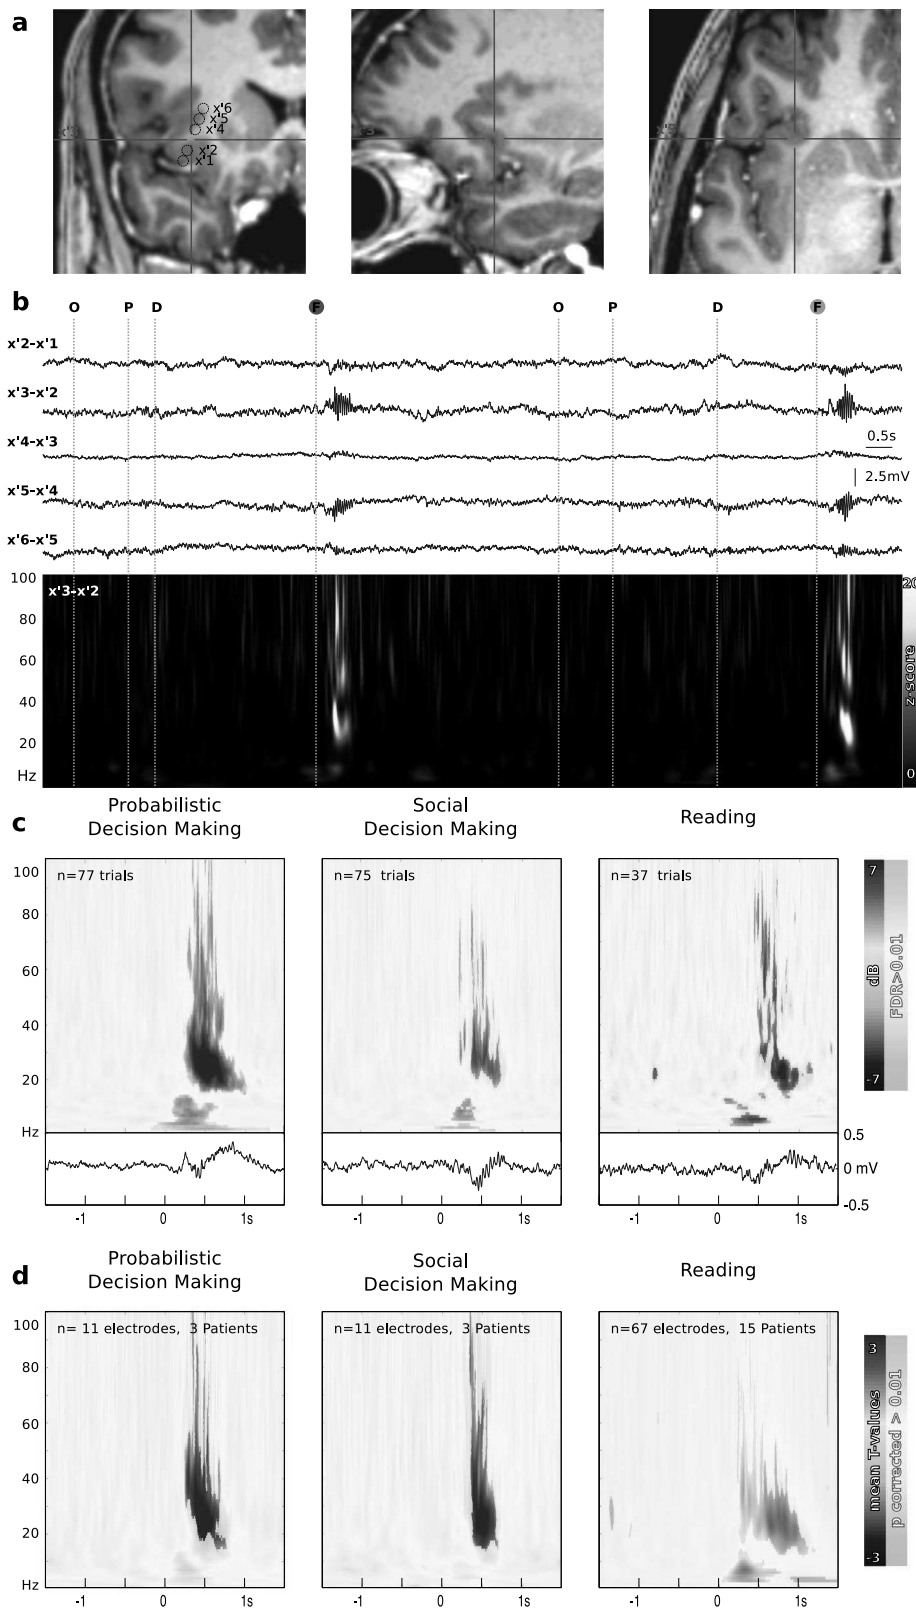 a
x'6
x'5
x'4
x'2
x'1
x'3
x'3
x'3
b
O P D F O P D F
x'2-x'1
x'3-x'2
x'4-x'3
0.5s
2.5mV
x'5-x'4
x'6-x'5
100
80
60
40
20
Hz
x'3-x'2
20
z-score
0
c
Probabilistic
Decision Making
Social
Decision Making
Reading
n=77 trials
n=75 trials
n=37 trials
100
80
60
40
20
Hz
7
dB
-7
FDR>0.01
0.5
0 mV
-0.5
-1 0 1s
-1 0 1s
-1 0 1s
d
Probabilistic
Decision Making
Social
Decision Making
Reading
n= 11 electrodes, 3 Patients
n=11 electrodes, 3 Patients
n=67 electrodes, 15 Patients
100
80
60
40
20
Hz
3
mean T-values
-3
p corrected > 0.01
-1 0 1s
-1 0 1s
-1 0 1s